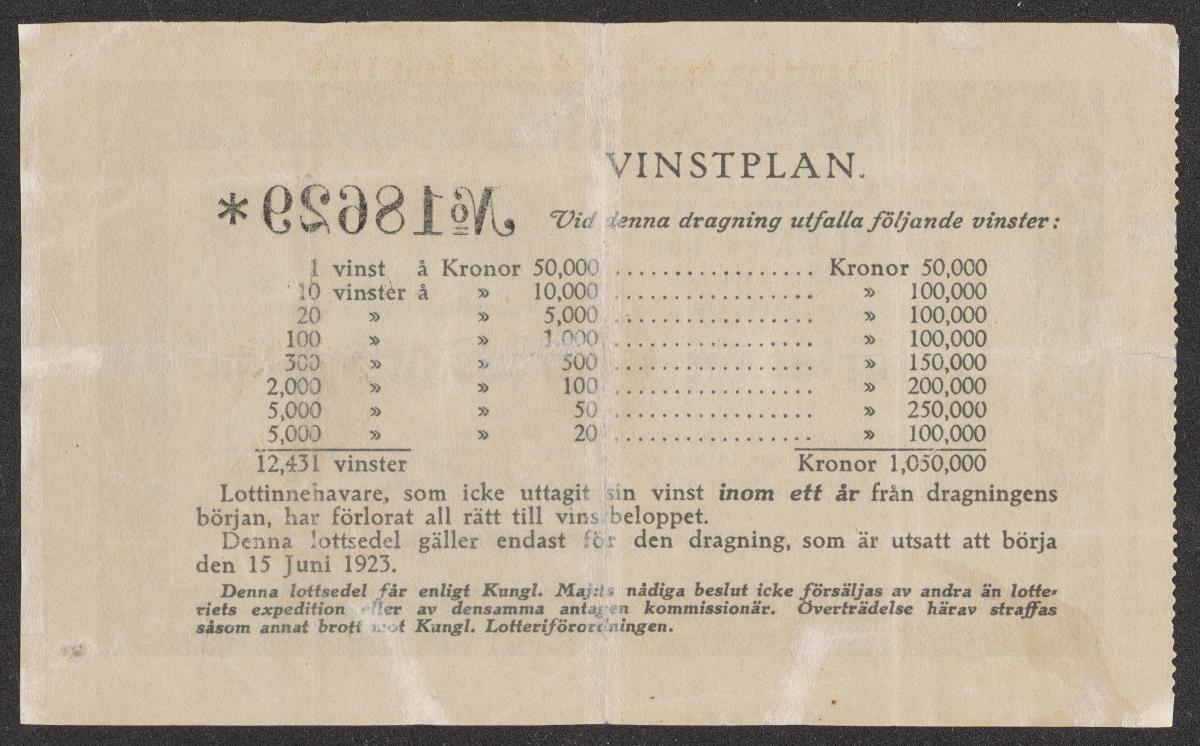 VINSTPLAN.
№18629*
Vid denna dragning utfalla följande vinster:
1 vinst å Kronor 50,000 ................. Kronor 50,000
10 vinster å » 10,000 ................. » 100,000
20 » » 5,000 ................. » 100,000
100 » » 1,000 ................. » 100,000
300 » » 500 ................. » 150,000
2,000 » » 100 ................. » 200,000
5,000 » » 50 ................. » 250,000
5,000 » » 20 ................. » 100,000
12,431 vinster Kronor 1,050,000
Lottinnehavare, som icke uttagit sin vinst inom ett år från dragningens
början, har förlorat all rätt till vinstbeloppet.
Denna lottsedel gäller endast för den dragning, som är utsatt att börja
den 15 Juni 1923.
Denna lottsedel får enligt Kungl. Maj:ts nådiga beslut icke försäljas av andra än lotte-
riets expedition eller av densamma antagen kommissionär. Överträdelse härav straffas
såsom annat brott mot Kungl. Lotteriförordningen.